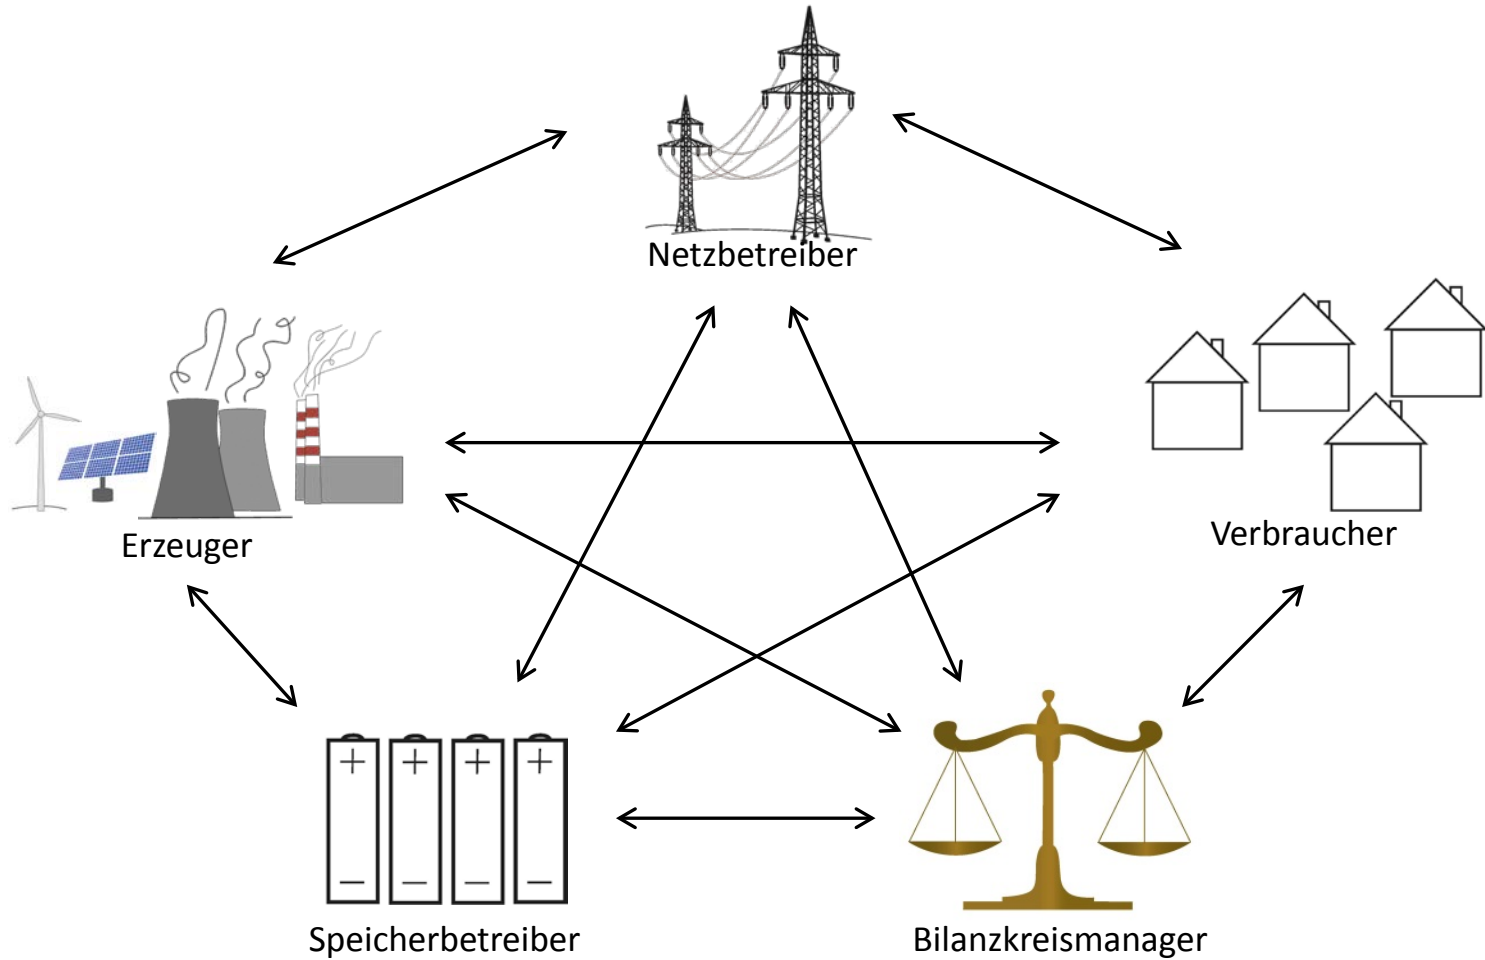 Netzbetreiber
Erzeuger
Verbraucher
+ + + +
− − − −
Speicherbetreiber
Bilanzkreismanager